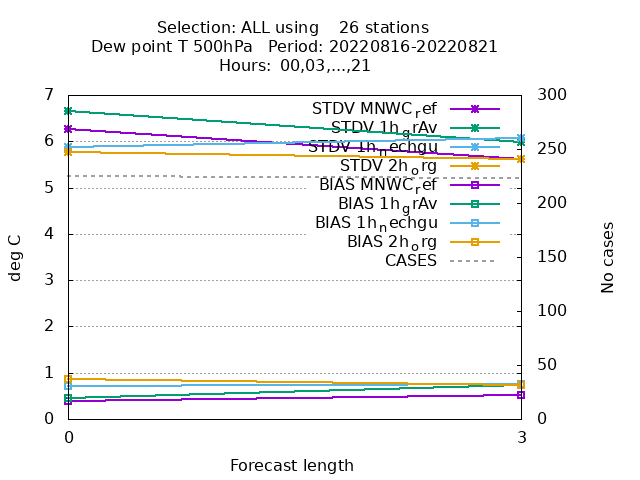 Selection: ALL using 26 stations
Dew point T 500hPa Period: 20220816-20220821
Hours: 00,03,...,21
7
6
5
4
3
2
1
0
300
250
200
150
100
50
0
STDV MNWC_ref
STDV 1h_grAv
STDV 1h_nechgu
STDV 2h_org
BIAS MNWC_ref
BIAS 1h_grAv
BIAS 1h_nechgu
BIAS 2h_org
CASES
deg C
No cases
0
3
Forecast length